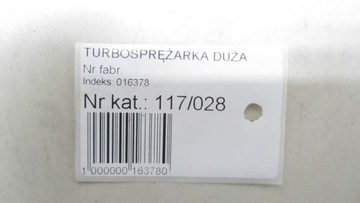 TURBOSPRĘŻARKA DUŻA
Nr fabr.
Indeks: 016378
Nr kat.: 117/028
1 000000 163780